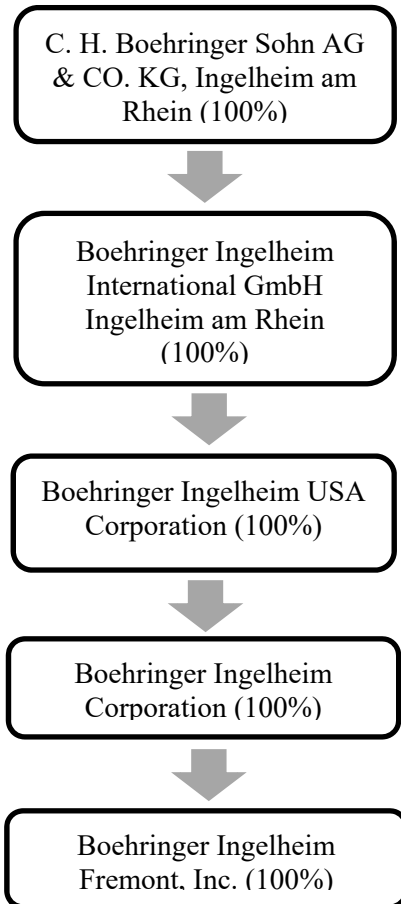 C. H. Boehringer Sohn AG
& CO. KG, Ingelheim am
Rhein (100%)
Boehringer Ingelheim
International GmbH
Ingelheim am Rhein
(100%)
Boehringer Ingelheim USA
Corporation (100%)
Boehringer Ingelheim
Corporation (100%)
Boehringer Ingelheim
Fremont, Inc. (100%)